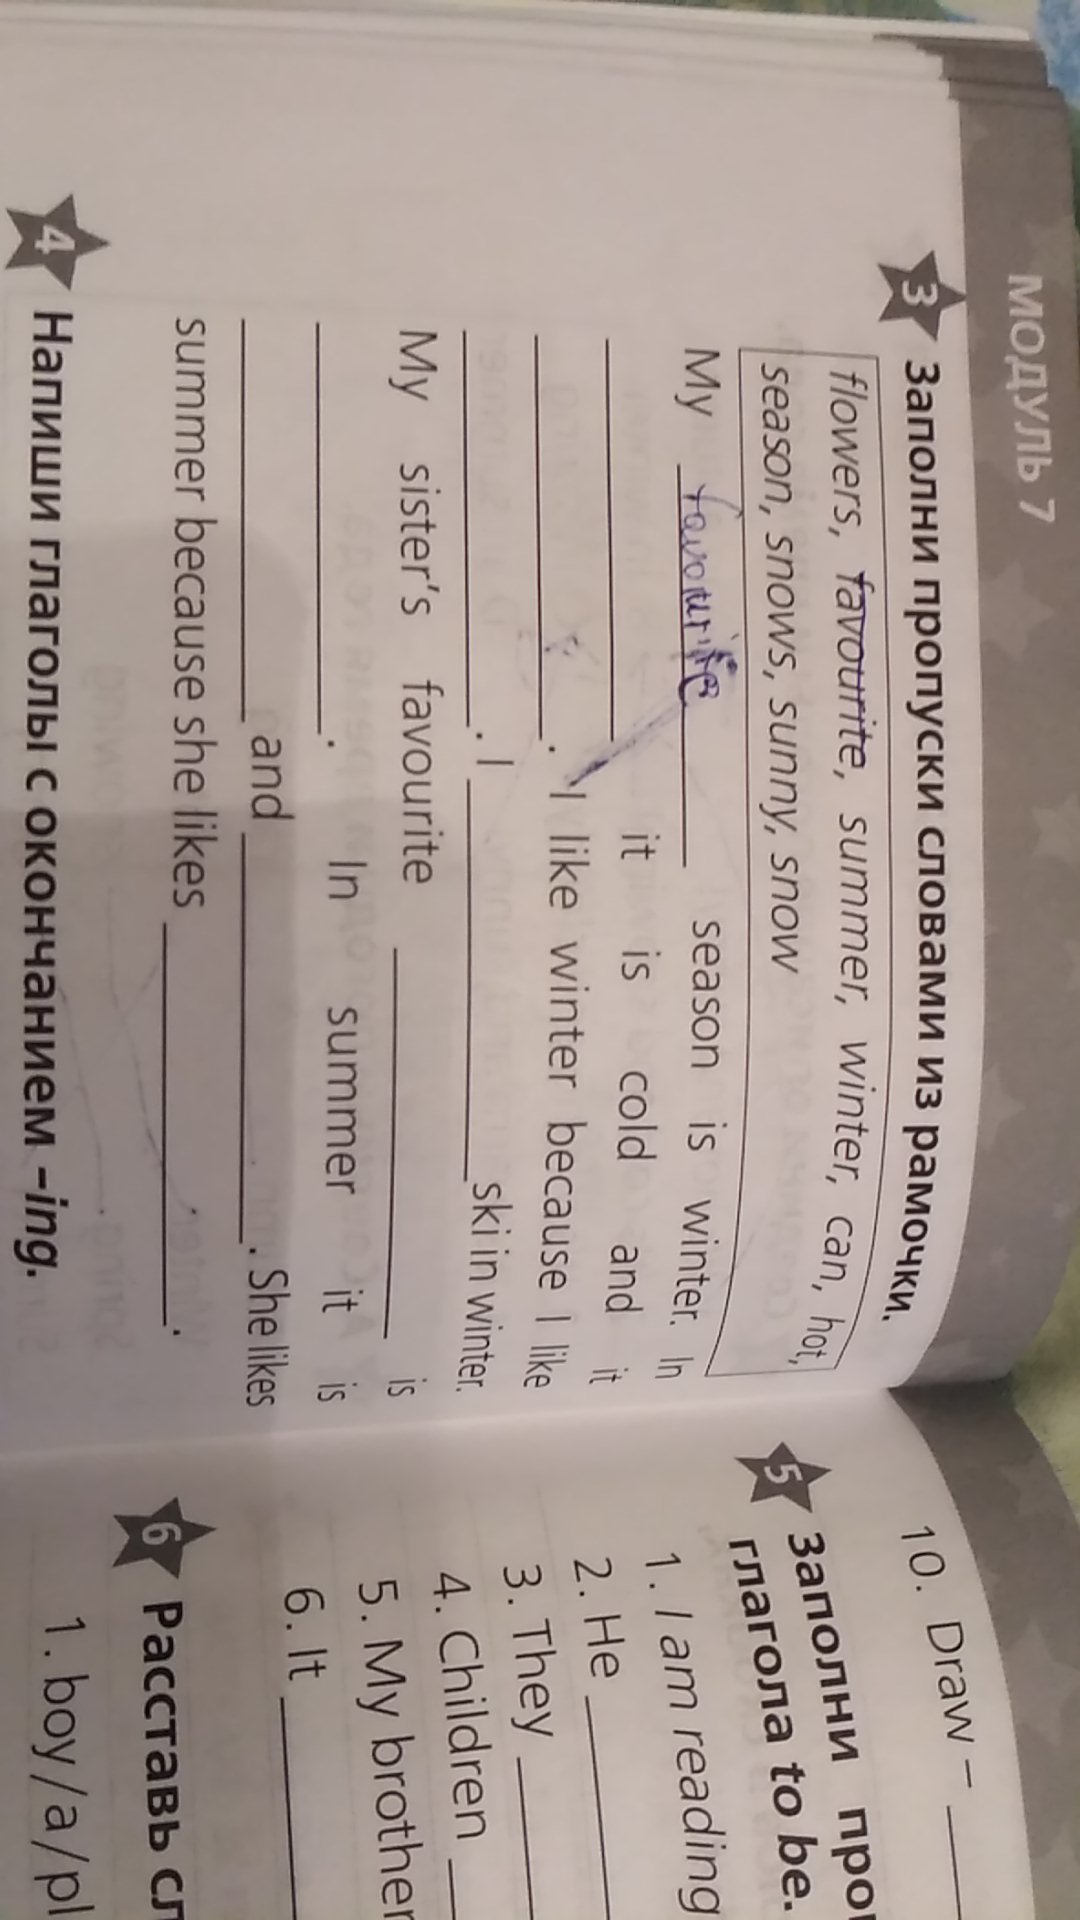 МОДУЛЬ 7
3 Заполни пропуски словами из рамочки.
flowers, favourite, summer, winter, can, hot,
season, snows, sunny, snow
My favourite season is winter. In
it is cold and it
. I like winter because I like
. I ski in winter.
My sister's favourite is
. In summer it is
and . She likes
summer because she likes .
4 Напиши глаголы с окончанием -ing.
10. Draw –
5 Заполни
глагола to be.
1. I am reading
2. He
3. They
4. Children
5. My brother
6. It
6 Расставь
1. boy / a /